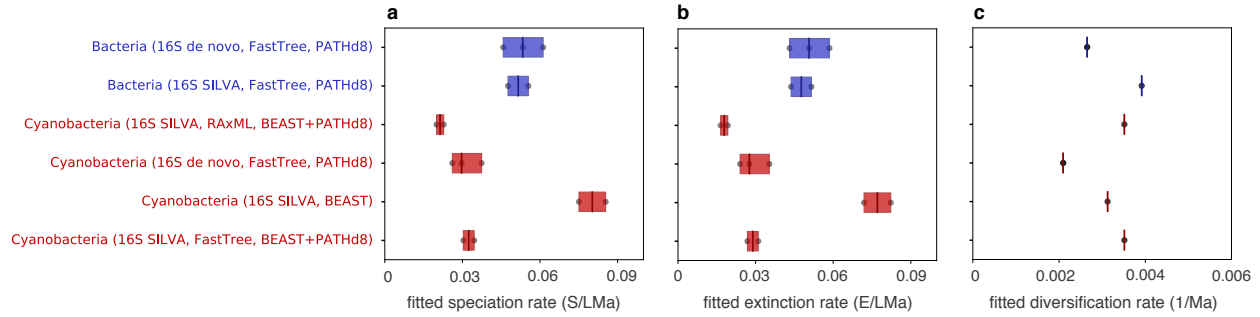 a
b
c
Bacteria (16S de novo, FastTree, PATHd8)
Bacteria (16S SILVA, FastTree, PATHd8)
Cyanobacteria (16S SILVA, RAxML, BEAST+PATHd8)
Cyanobacteria (16S de novo, FastTree, PATHd8)
Cyanobacteria (16S SILVA, BEAST)
Cyanobacteria (16S SILVA, FastTree, BEAST+PATHd8)
0 0.03 0.06 0.09
fitted speciation rate (S/LMa)
0 0.03 0.06 0.09
fitted extinction rate (E/LMa)
0 0.002 0.004 0.006
fitted diversification rate (1/Ma)